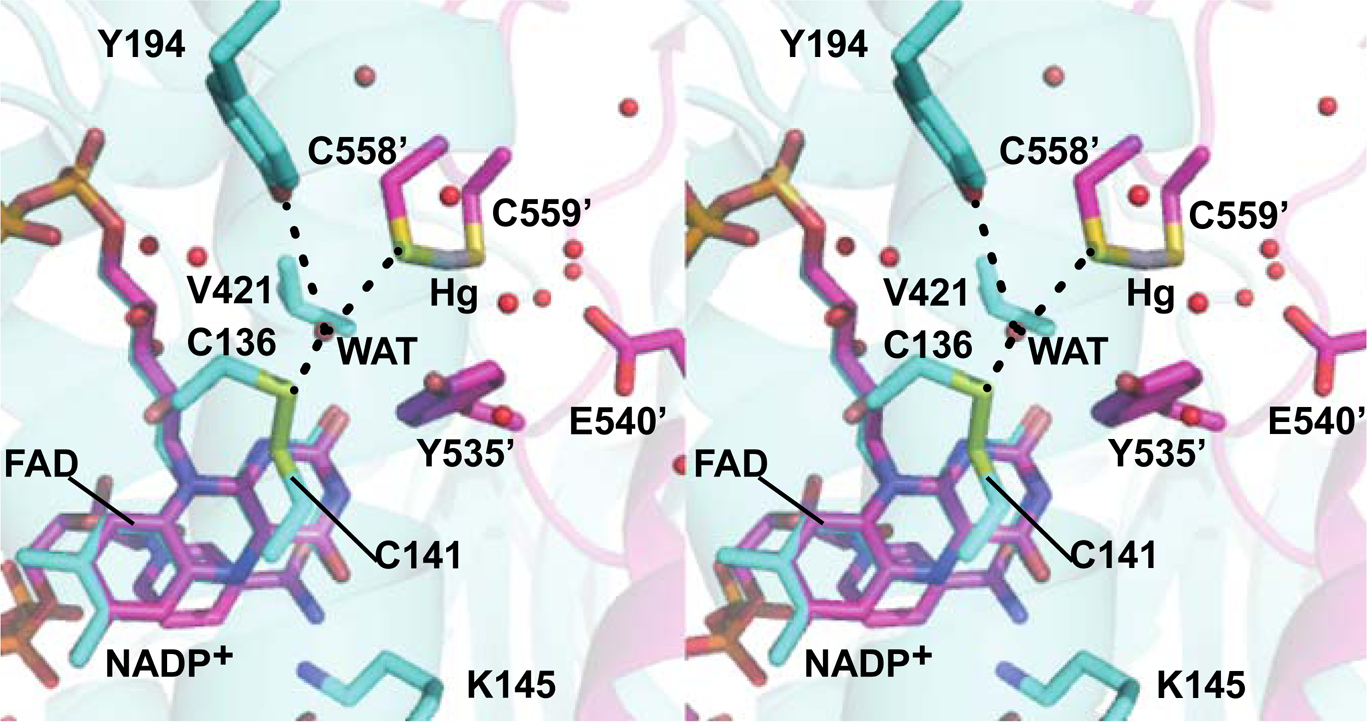 Y194
C558’
C559’
V421
Hg
C136
WAT
E540’
Y535’
FAD
C141
NADP+
K145
Y194
C558’
C559’
V421
Hg
C136
WAT
E540’
Y535’
FAD
C141
NADP+
K145